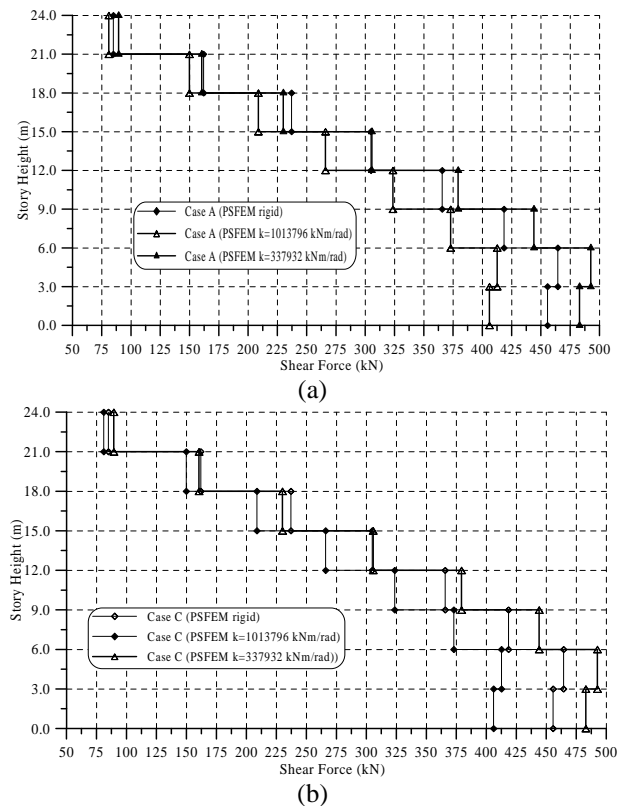 24.0
21.0
18.0
15.0
12.0
9.0
6.0
3.0
0.0
Story Height (m)
Case A (PSFEM rigid)
Case A (PSFEM k=1013796 kNm/rad)
Case A (PSFEM k=337932 kNm/rad)
50 75 100 125 150 175 200 225 250 275 300 325 350 375 400 425 450 475 500
Shear Force (kN)
(a)
24.0
21.0
18.0
15.0
12.0
9.0
6.0
3.0
0.0
Story Height (m)
Case C (PSFEM rigid)
Case C (PSFEM k=1013796 kNm/rad)
Case C (PSFEM k=337932 kNm/rad))
50 75 100 125 150 175 200 225 250 275 300 325 350 375 400 425 450 475 500
Shear Force (kN)
(b)